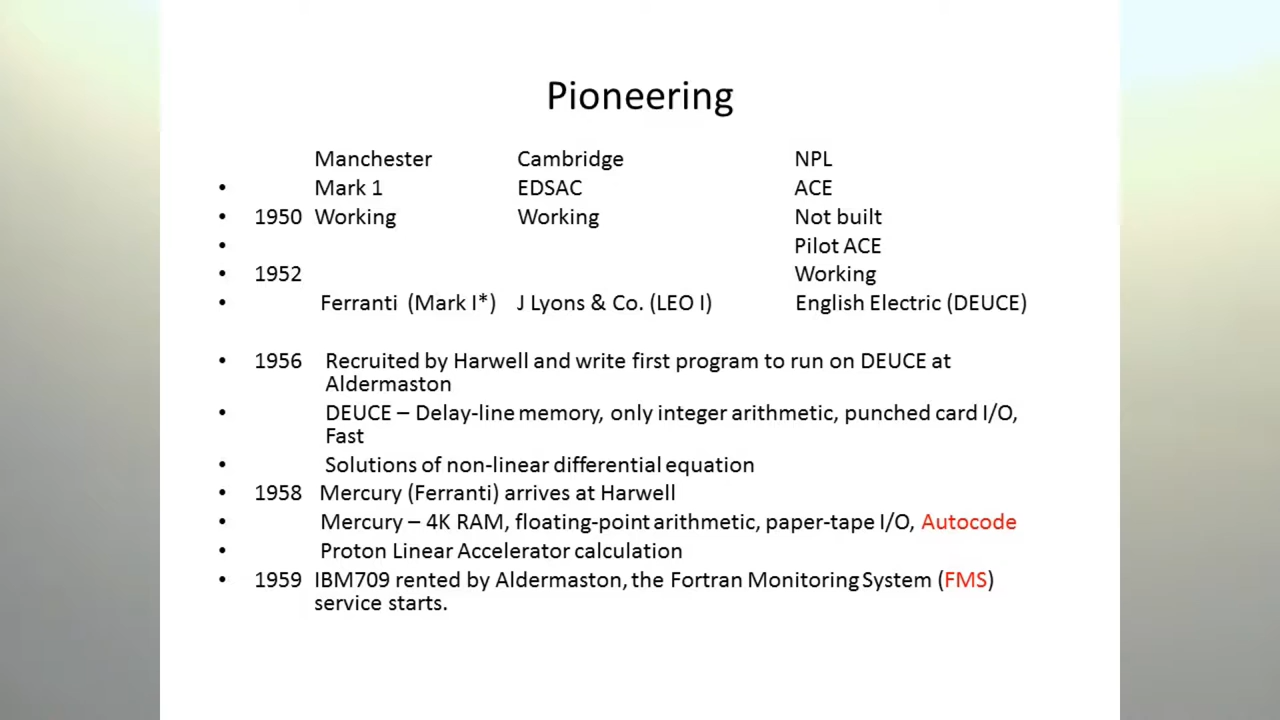 Pioneering
Manchester Cambridge NPL
• Mark 1 EDSAC ACE
• 1950 Working Working Not built
• Pilot ACE
• 1952 Working
• Ferranti (Mark I*) J Lyons & Co. (LEO I) English Electric (DEUCE)
• 1956 Recruited by Harwell and write first program to run on DEUCE at
Aldermaston
• DEUCE – Delay-line memory, only integer arithmetic, punched card I/O,
Fast
• Solutions of non-linear differential equation
• 1958 Mercury (Ferranti) arrives at Harwell
• Mercury – 4K RAM, floating-point arithmetic, paper-tape I/O, Autocode
• Proton Linear Accelerator calculation
• 1959 IBM709 rented by Aldermaston, the Fortran Monitoring System (FMS)
service starts.